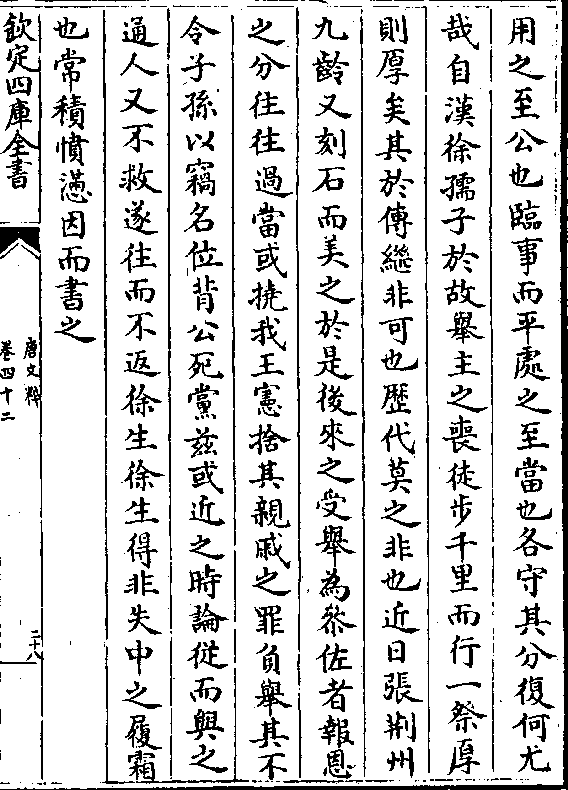 用之至公也臨事而平處之至當也各守其分復何尤
哉自漢徐孺子於故舉主之喪徒步千里而行一祭厚
則厚矣其於傳繼非可也歷代莫之非也近日張荆州
九齡又刻石而美之於是後來之受舉為叅佐者報恩
之分往往過當或撓我王憲捨其親戚之罪負舉其不
令子孫以竊名位背公死黨兹或近之時論從而與之
通人又不救遂往而不返徐生徐生得非失中之履霜
也常積憤懣因而書之
欽定四庫全書
唐文粹
卷四十二
二十八